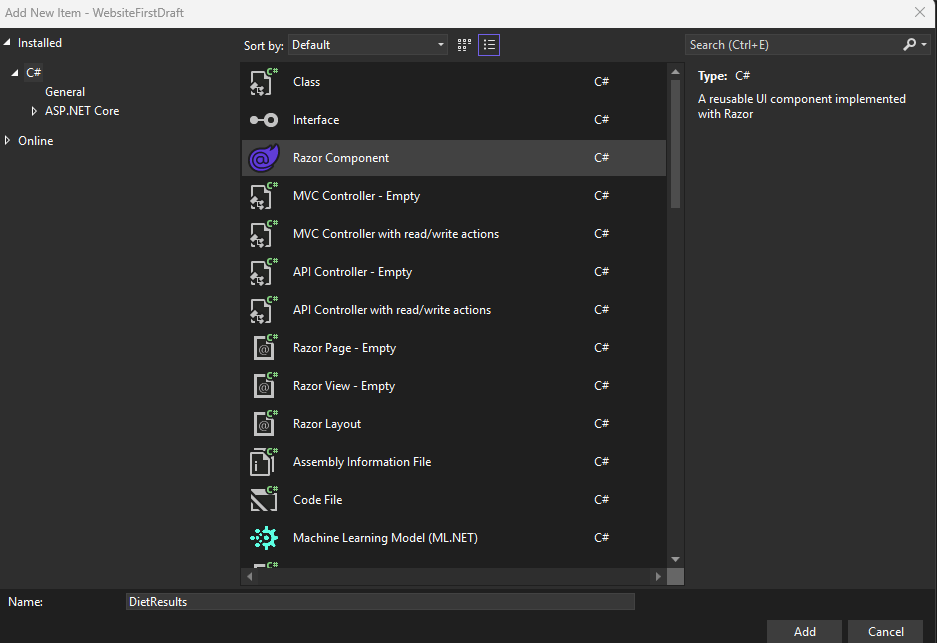 Add New Item - WebsiteFirstDraft
Installed
C#
General
ASP.NET Core
Online
Sort by: Default
Class C#
Interface C#
Razor Component C#
MVC Controller - Empty C#
MVC Controller with read/write actions C#
API Controller - Empty C#
API Controller with read/write actions C#
Razor Page - Empty C#
Razor View - Empty C#
Razor Layout C#
Assembly Information File C#
Code File C#
Machine Learning Model (ML.NET) C#
Search (Ctrl+E)
Type: C#
A reusable UI component implemented
with Razor
Name: DietResults
Add Cancel